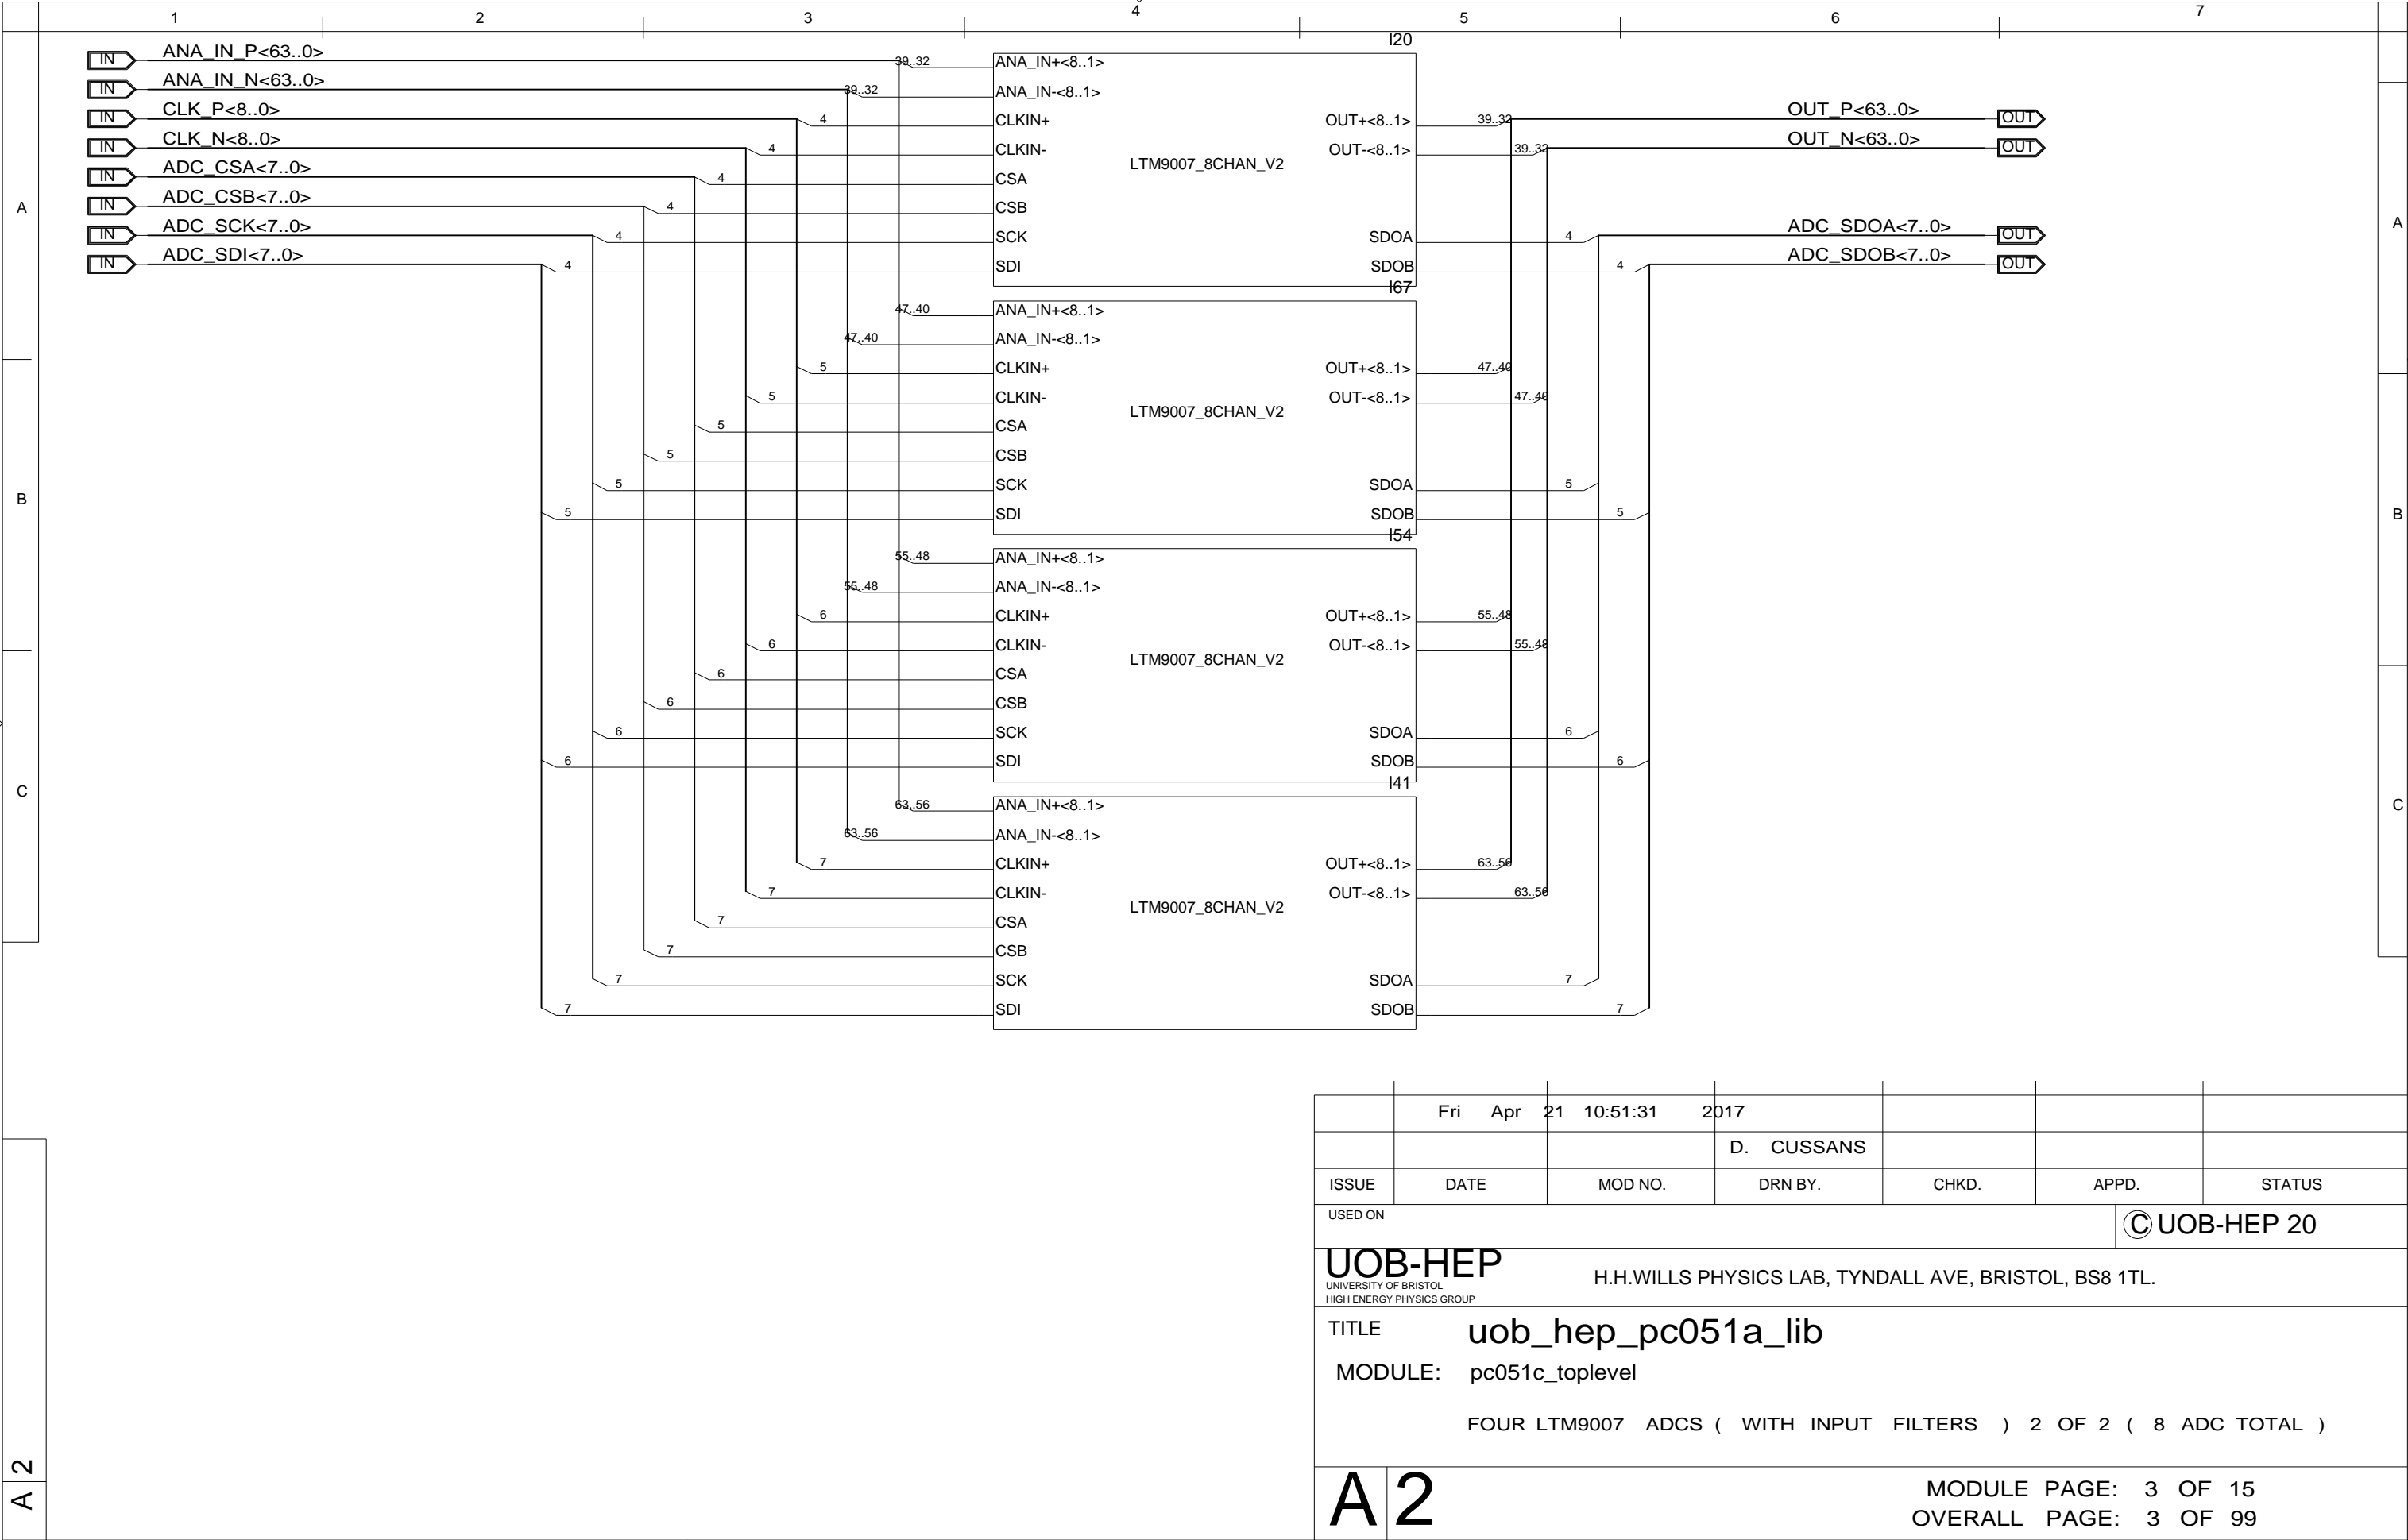 1 2 3 4 5 6 7
I20
IN ANA_IN_P<63..0> 39..32 ANA_IN+<8..1>
IN ANA_IN_N<63..0> 39..32 ANA_IN-<8..1>
IN CLK_P<8..0> 4 CLKIN+ OUT+<8..1> 39..32 OUT_P<63..0> OUT
IN CLK_N<8..0> 4 CLKIN- OUT-<8..1> 39..32 OUT_N<63..0> OUT
LTM9007_8CHAN_V2
IN ADC_CSA<7..0> 4 CSA
A IN ADC_CSB<7..0> 4 CSB A
IN ADC_SCK<7..0> 4 SCK SDOA 4 ADC_SDOA<7..0> OUT
IN ADC_SDI<7..0> 4 SDI SDOB 4 ADC_SDOB<7..0> OUT
I67
47..40 ANA_IN+<8..1>
47..40 ANA_IN-<8..1>
5 CLKIN+ OUT+<8..1> 47..40
5 CLKIN- OUT-<8..1> 47..40
LTM9007_8CHAN_V2
5 CSA
5 CSB
5 SCK SDOA 5
B 5 SDI SDOB 5 B
I54
55..48 ANA_IN+<8..1>
55..48 ANA_IN-<8..1>
6 CLKIN+ OUT+<8..1> 55..48
6 CLKIN- OUT-<8..1> 55..48
LTM9007_8CHAN_V2
6 CSA
6 CSB
6 SCK SDOA 6
6 SDI SDOB 6
I41
C 63..56 ANA_IN+<8..1> C
63..56 ANA_IN-<8..1>
7 CLKIN+ OUT+<8..1> 63..56
7 CLKIN- OUT-<8..1> 63..56
LTM9007_8CHAN_V2
7 CSA
7 CSB
7 SCK SDOA 7
7 SDI SDOB 7
Fri Apr 21 10:51:31 2017
D. CUSSANS
ISSUE DATE MOD NO. DRN BY. CHKD. APPD. STATUS
USED ON
© UOB-HEP 20
UOB-HEP
UNIVERSITY OF BRISTOL
HIGH ENERGY PHYSICS GROUP
H.H.WILLS PHYSICS LAB, TYNDALL AVE, BRISTOL, BS8 1TL.
TITLE uob_hep_pc051a_lib
MODULE: pc051c_toplevel
FOUR LTM9007 ADCS ( WITH INPUT FILTERS ) 2 OF 2 ( 8 ADC TOTAL )
A 2
MODULE PAGE: 3 OF 15
OVERALL PAGE: 3 OF 99
A 2